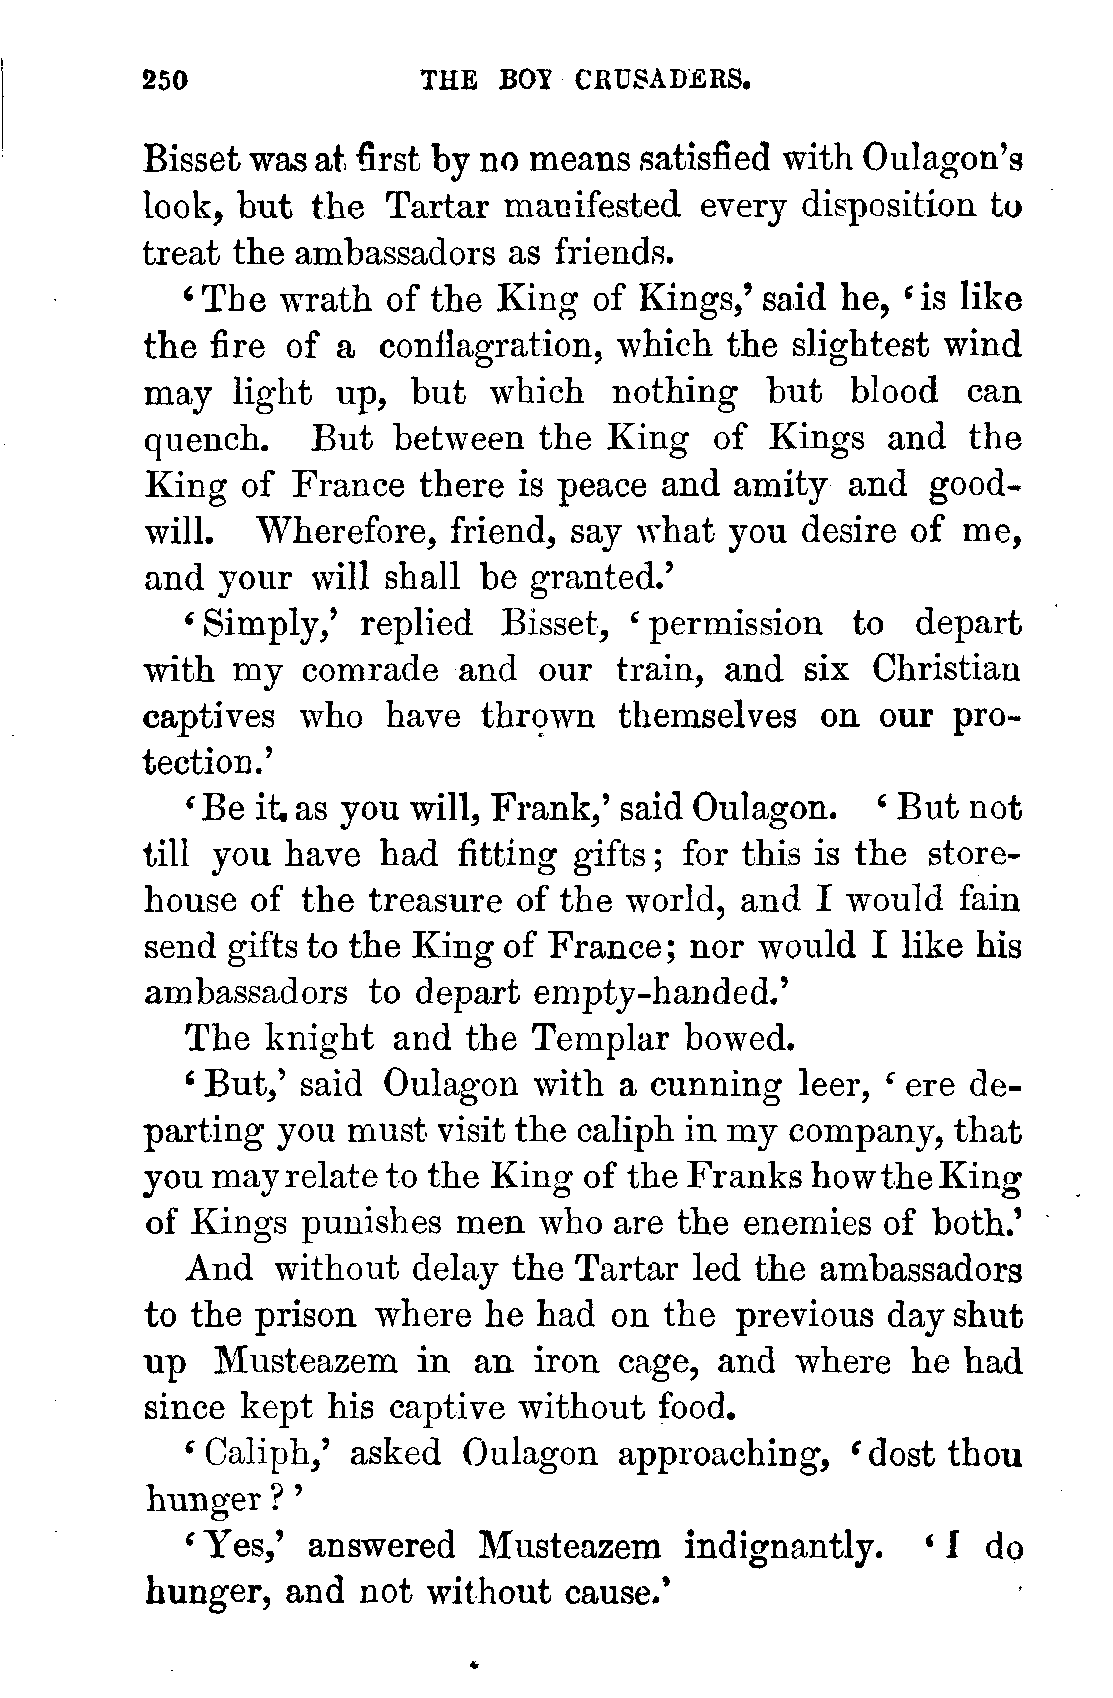 250 THE BOY CRUSADERS.
Bisset was at first by no means satisfied with Oulagon's
look, but the Tartar manifested every disposition to
treat the ambassadors as friends.
‘The wrath of the King of Kings,’ said he, ‘is like
the fire of a conflagration, which the slightest wind
may light up, but which nothing but blood can
quench. But between the King of Kings and the
King of France there is peace and amity and good-
will. Wherefore, friend, say what you desire of me,
and your will shall be granted.’
‘Simply,’ replied Bisset, ‘permission to depart
with my comrade and our train, and six Christian
captives who have thrown themselves on our pro-
tection.’
‘Be it as you will, Frank,’ said Oulagon. ‘But not
till you have had fitting gifts; for this is the store-
house of the treasure of the world, and I would fain
send gifts to the King of France; nor would I like his
ambassadors to depart empty-handed.’
The knight and the Templar bowed.
‘But,’ said Oulagon with a cunning leer, ‘ere de-
parting you must visit the caliph in my company, that
you may relate to the King of the Franks how the King
of Kings punishes men who are the enemies of both.’
And without delay the Tartar led the ambassadors
to the prison where he had on the previous day shut
up Musteazem in an iron cage, and where he had
since kept his captive without food.
‘Caliph,’ asked Oulagon approaching, ‘dost thou
hunger?’
‘Yes,’ answered Musteazem indignantly. ‘I do
hunger, and not without cause.’